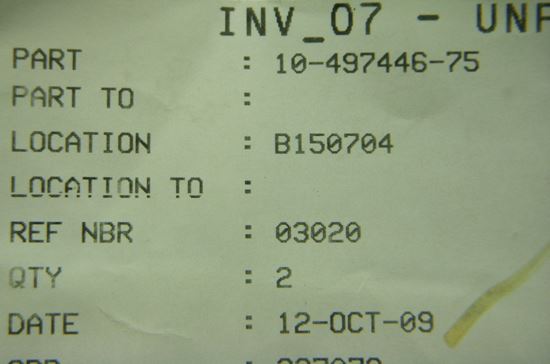 INV_07 - UNP
PART : 10-497446-75
PART TO :
LOCATION : B150704
LOCATION TO :
REF NBR : 03020
QTY : 2
DATE : 12-OCT-09